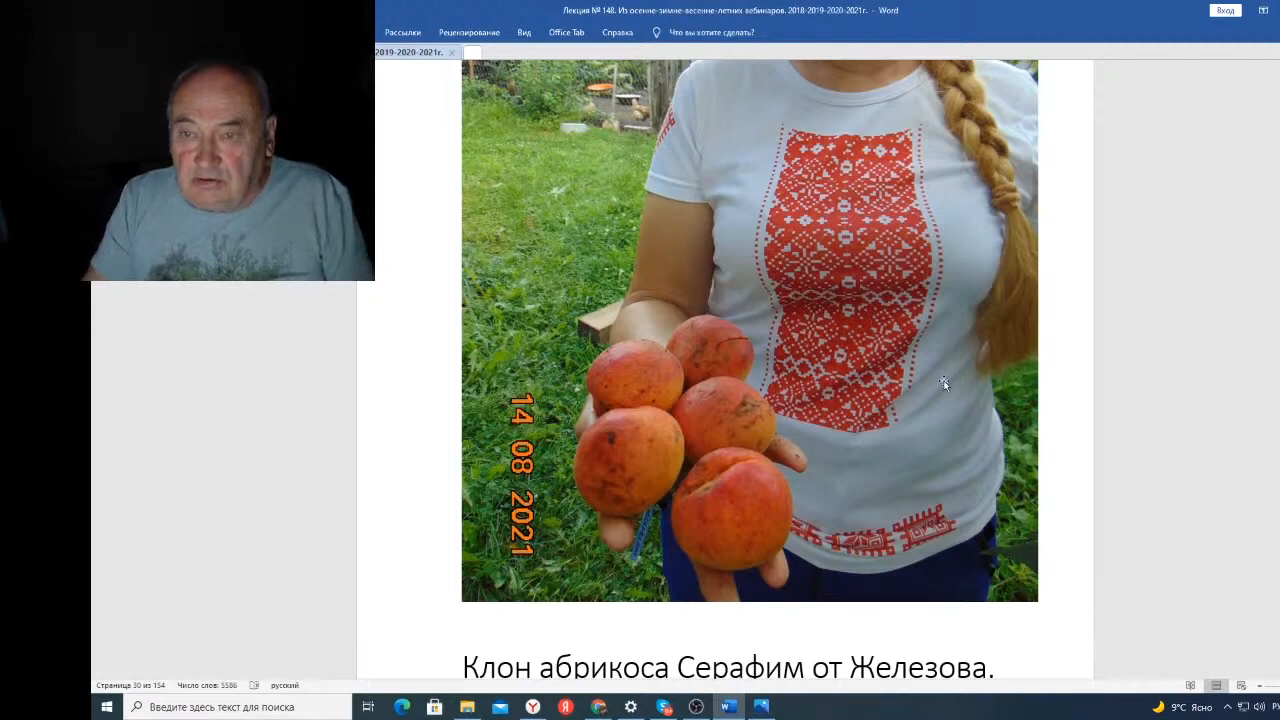 Лекция № 148. Из осенне-зимне-весенне-летних вебинаров. 2018-2019-2020-2021г. - Word
Вход
Рассылки Рецензирование Вид Office Tab Справка Что вы хотите сделать?
2019-2020-2021г.
14 08 2021
Клон абрикоса Серафим от Железова.
Страница 30 из 154 Число слов: 5586 русский
Введите здесь текст для поиска
9°C Ясно